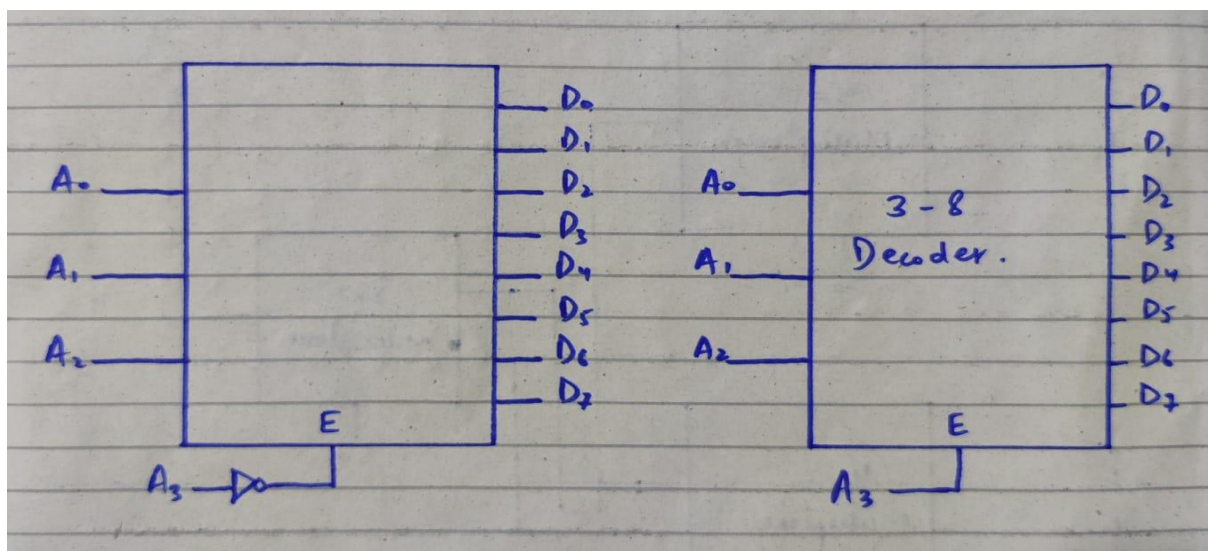 D₀
D₁
A₀
D₂
D₃
A₁
D₄
D₅
A₂
D₆
D₇
E
A₃
D₀
D₁
A₀
D₂
3 - 8
D₃
Decoder.
A₁
D₄
D₅
A₂
D₆
D₇
E
A₃